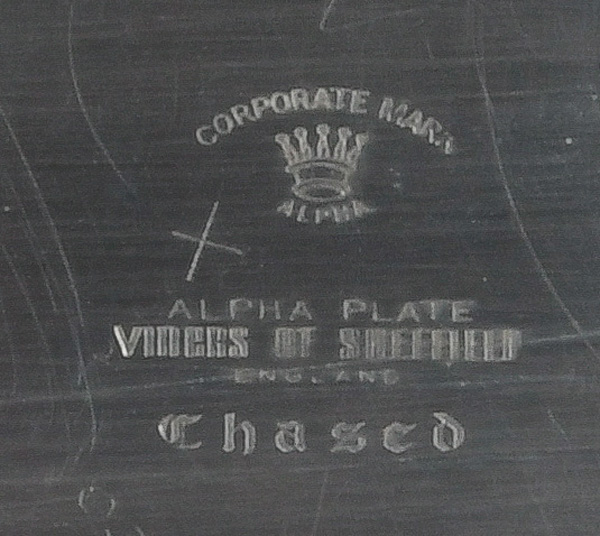 CORPORATE MARK
ALPHA
ALPHA PLATE
VINERS OF SHEFFIELD
ENGLAND
Chased